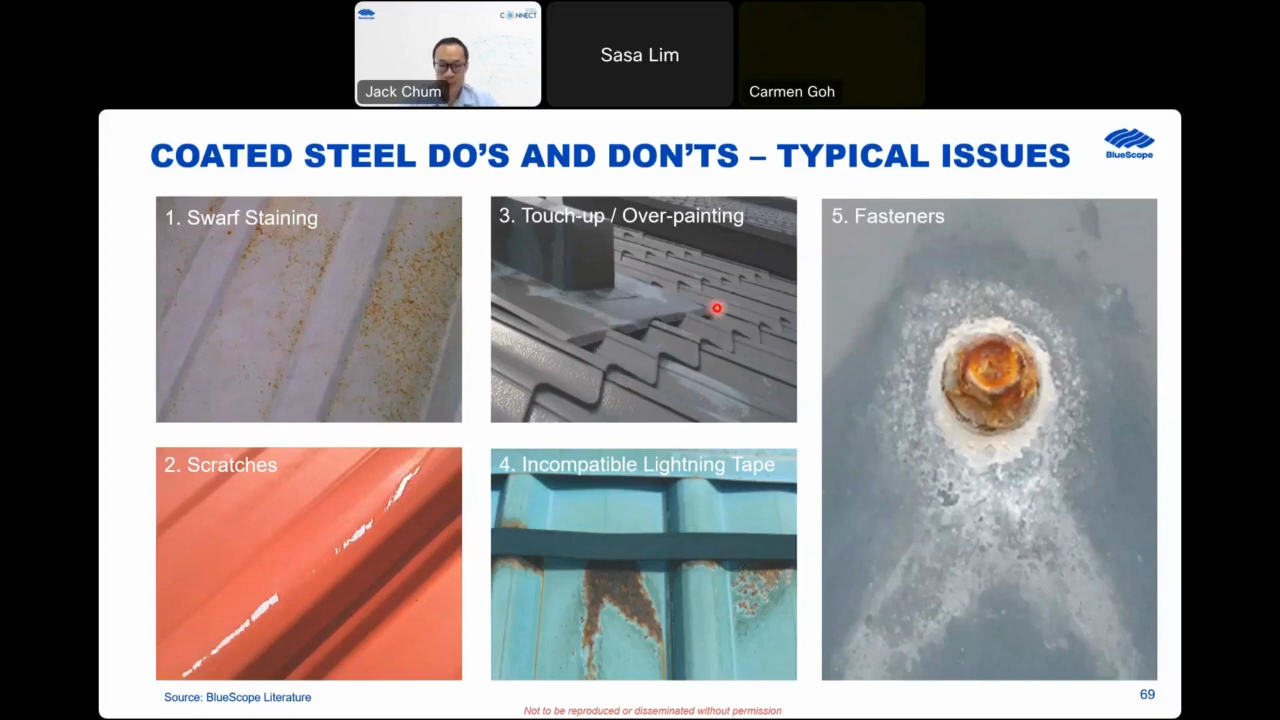 CONNECT
Jack Chum
Sasa Lim
Carmen Goh
COATED STEEL DO’S AND DON’TS – TYPICAL ISSUES
BlueScope
1. Swarf Staining
3. Touch-up / Over-painting
5. Fasteners
2. Scratches
4. Incompatible Lightning Tape
Source: BlueScope Literature
69
Not to be reproduced or disseminated without permission